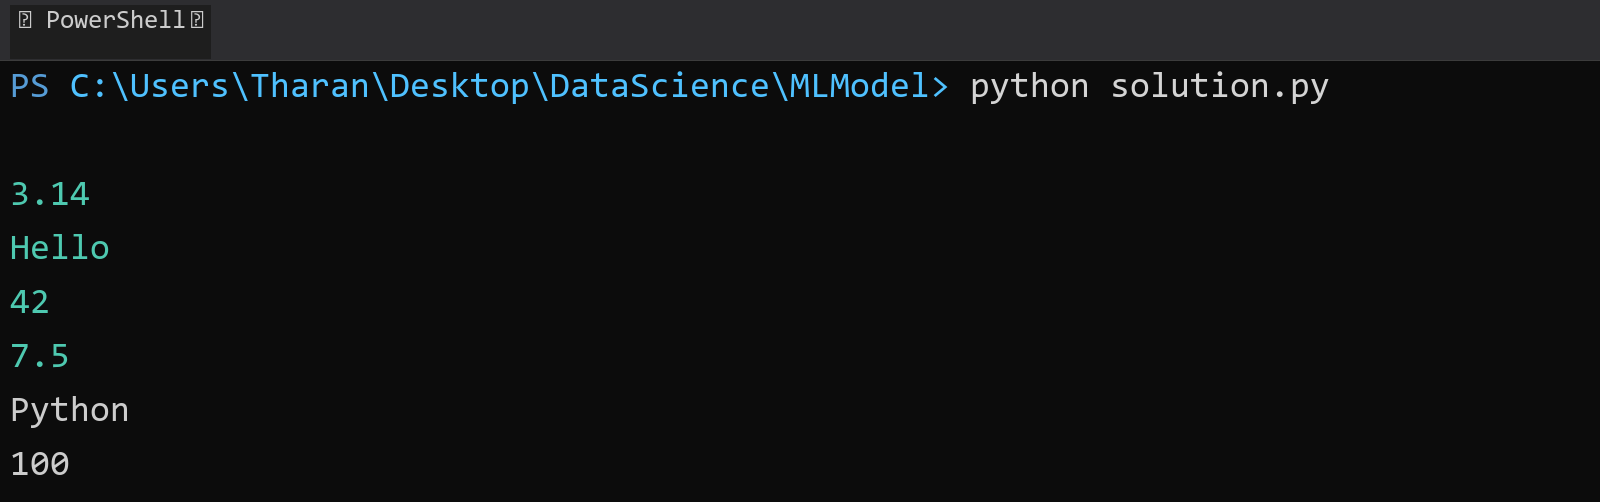 PowerShell
PS C:\Users\Tharan\Desktop\DataScience\MLModel> python solution.py
3.14
Hello
42
7.5
Python
100